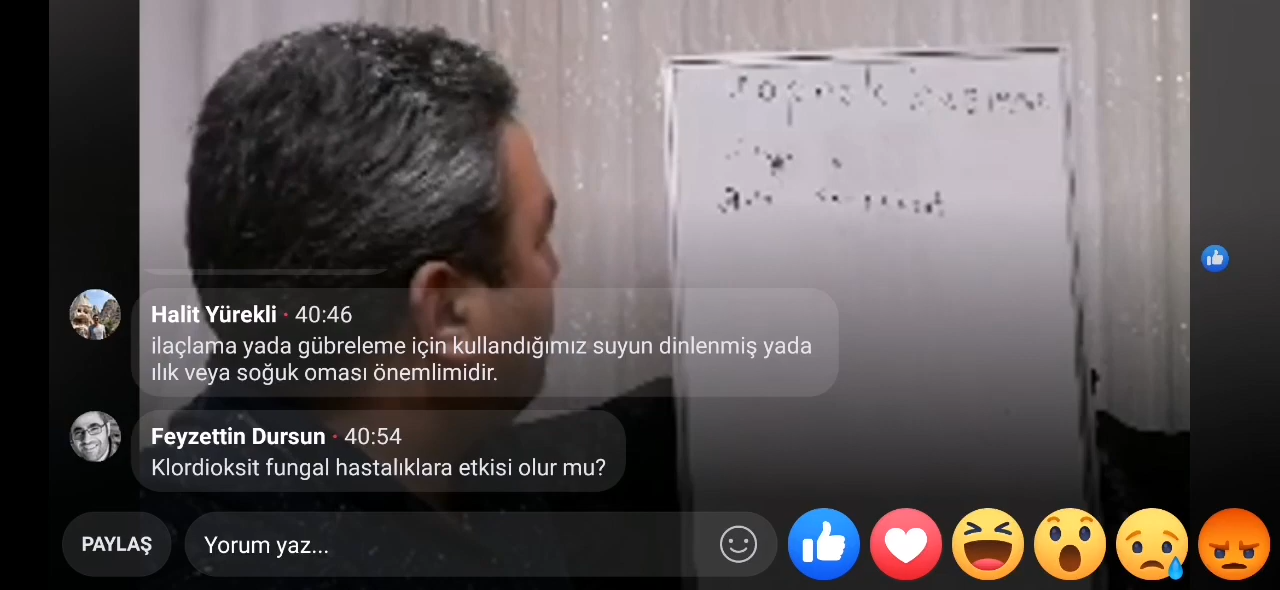 Halit Yürekli · 40:46
ilaçlama yada gübreleme için kullandığımız suyun dinlenmiş yada
ılık veya soğuk oması önemlimidir.
Feyzettin Dursun · 40:54
Klordioksit fungal hastalıklara etkisi olur mu?
PAYLAŞ
Yorum yaz...